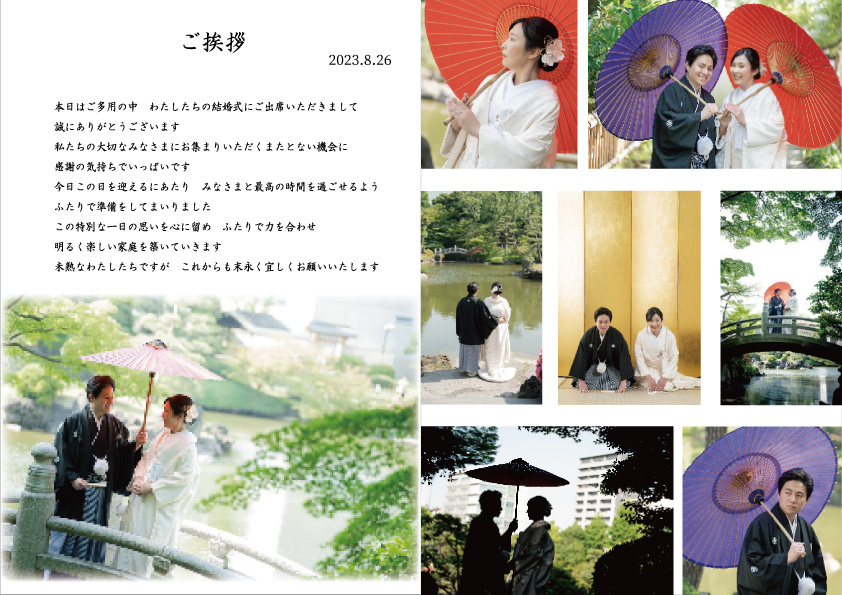 ご挨拶
2023.8.26
本日はご多用の中　わたしたちの結婚式にご出席いただきまして
誠にありがとうございます
私たちの大切なみなさまにお集まりいただくまたとない機会に
感謝の気持ちでいっぱいです
今日この日を迎えるにあたり　みなさまと最高の時間を過ごせるよう
ふたりで準備をしてまいりました
この特別な一日の思いを心に留め　ふたりで力を合わせ
明るく楽しい家庭を築いていきます
未熟なわたしたちですが　これからも末永く宜しくお願いいたします